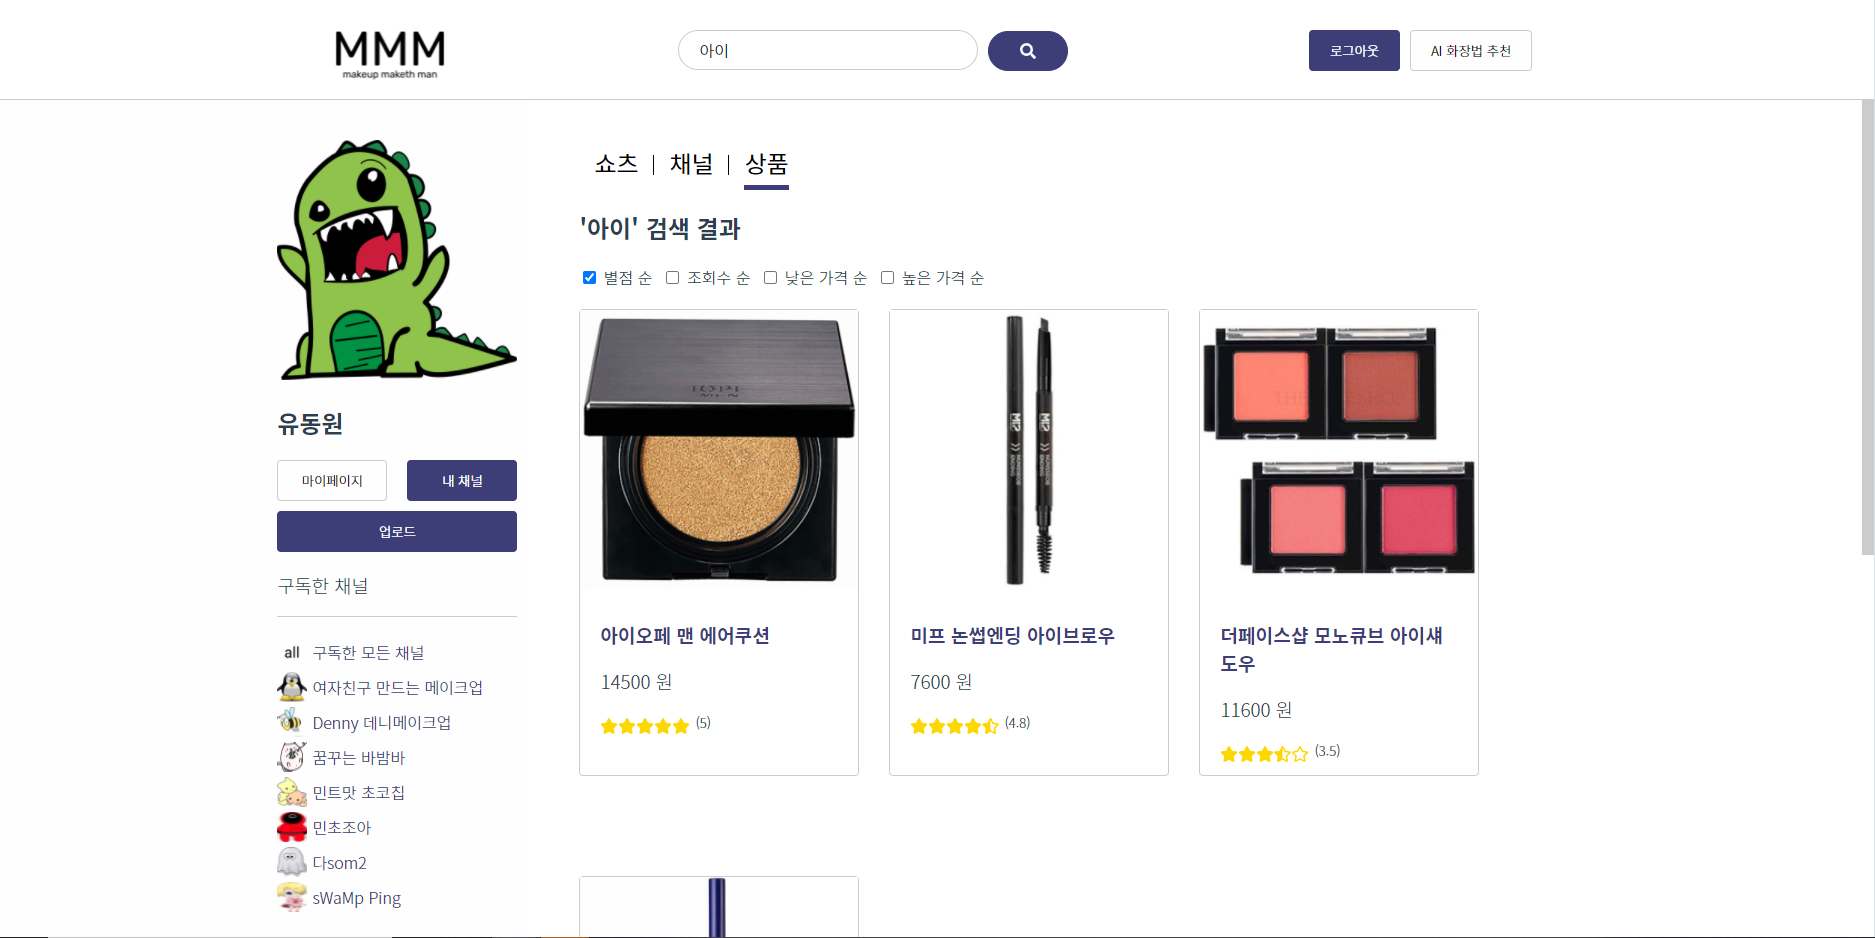 MMM
makeup maketh man
아이
로그아웃
AI 화장법 추천
유동원
마이페이지
내 채널
업로드
구독한 채널
all 구독한 모든 채널
여자친구 만드는 메이크업
Denny 데니메이크업
꿈꾸는 바밤바
민트맛 초코칩
민초조아
다som2
sWaMp Ping
쇼츠 | 채널 | 상품
'아이' 검색 결과
별점 순 조회수 순 낮은 가격 순 높은 가격 순
아이오페 맨 에어쿠션
14500 원
(5)
미프 논썹엔딩 아이브로우
7600 원
(4.8)
더페이스샵 모노큐브 아이섀
도우
11600 원
(3.5)